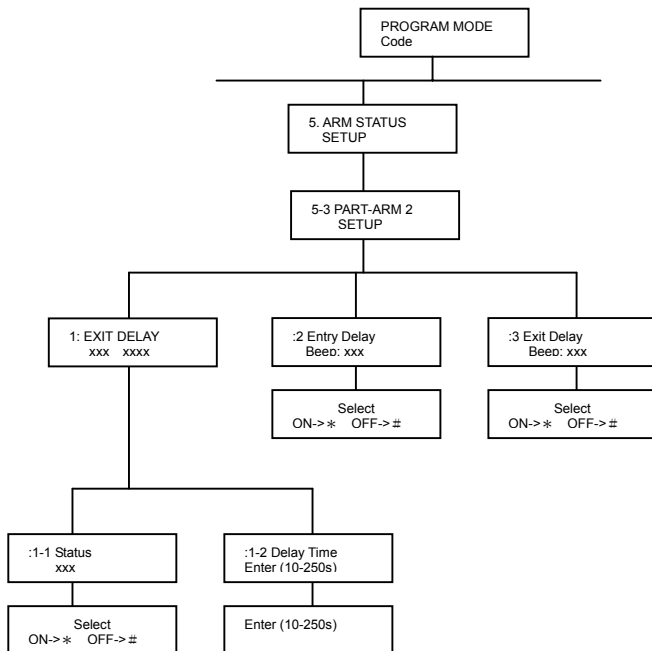 PROGRAM MODE
Code
5. ARM STATUS
SETUP
5-3 PART-ARM 2
SETUP
1: EXIT DELAY
xxx xxxx
:2 Entry Delay
Beep: xxx
:3 Exit Delay
Beep: xxx
Select
ON->* OFF->#
Select
ON->* OFF->#
:1-1 Status
xxx
:1-2 Delay Time
Enter (10-250s)
Select
ON->* OFF->#
Enter (10-250s)